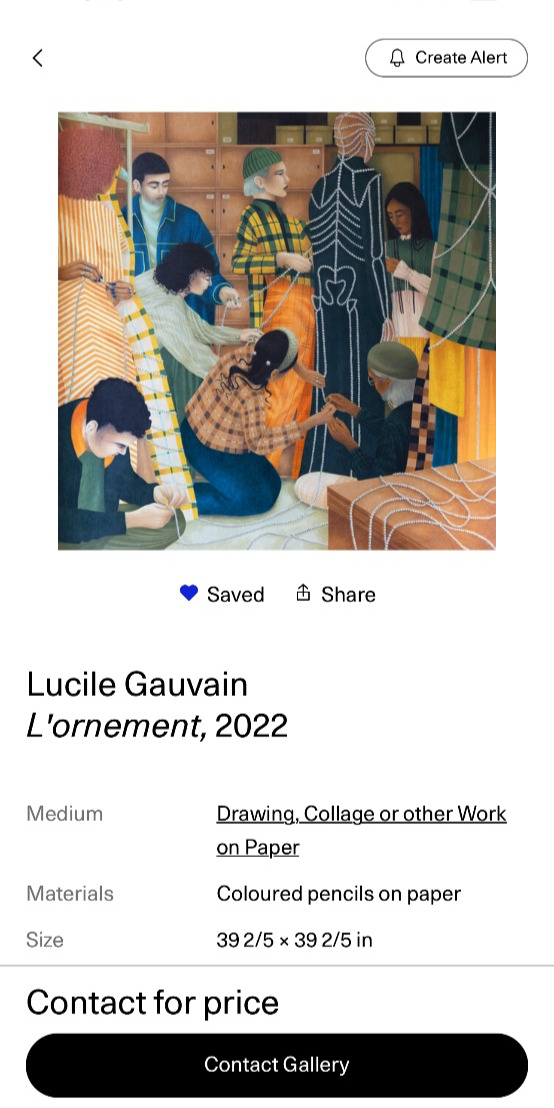 Create Alert
Saved
Share
Lucile Gauvain
L'ornement, 2022
Medium
Drawing, Collage or other Work
on Paper
Materials
Coloured pencils on paper
Size
39 2/5 × 39 2/5 in
Contact for price
Contact Gallery